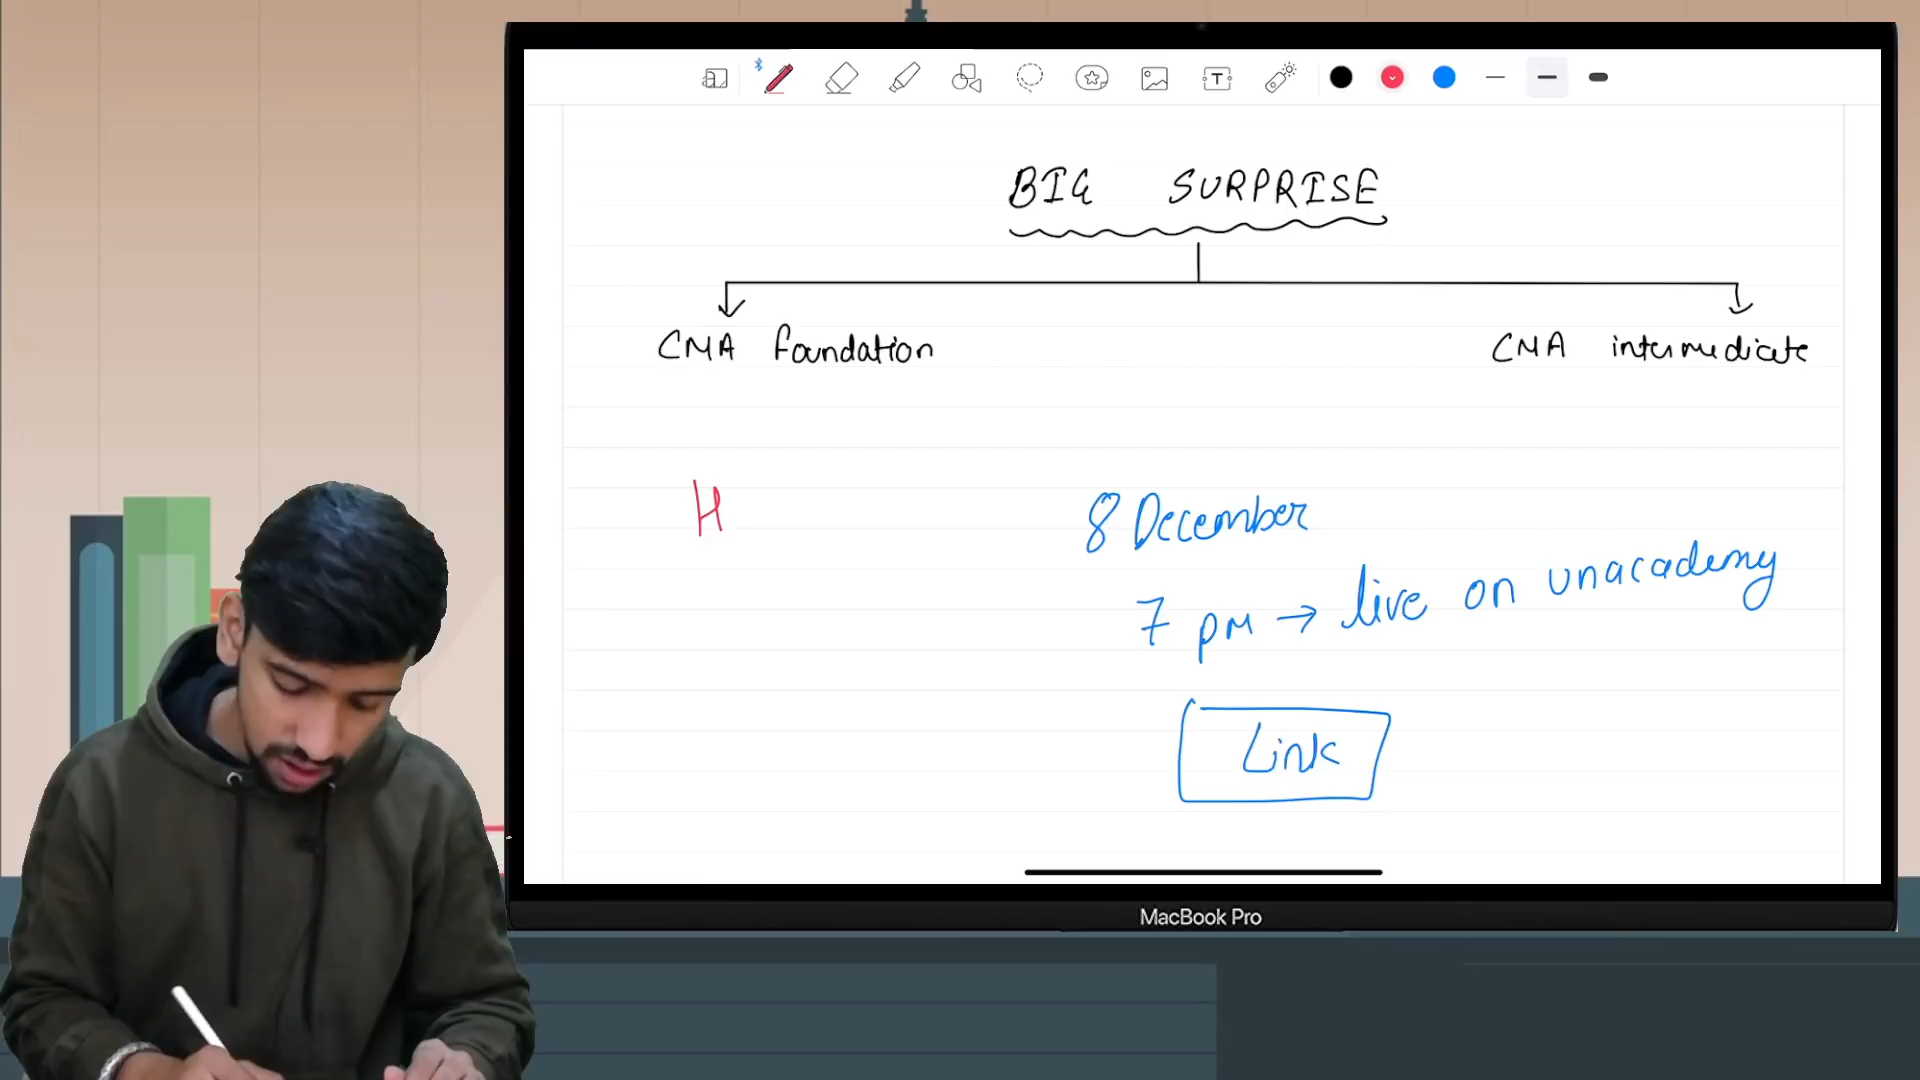 BIG SURPRISE
CMA foundation
CMA intermediate
H
8 December
7 pm → live on unacademy
Link
MacBook Pro